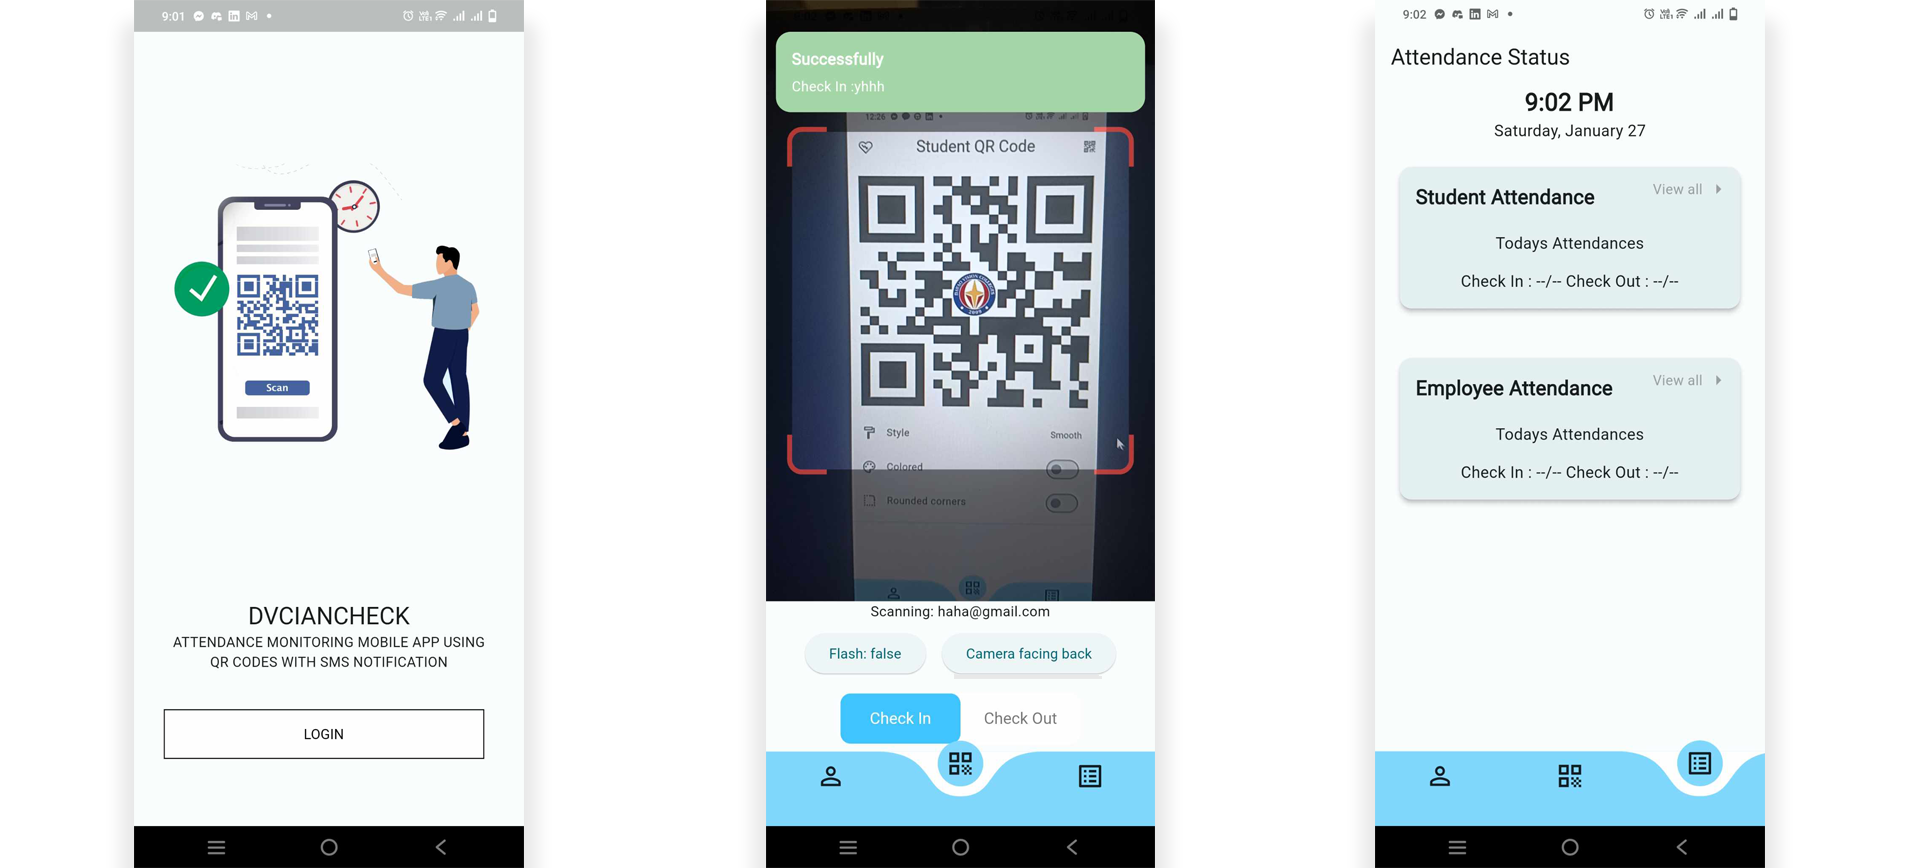 9:01
Scan
DVCIANCHECK
ATTENDANCE MONITORING MOBILE APP USING
QR CODES WITH SMS NOTIFICATION
LOGIN
Successfully
Check In :yhhh
12:26
Student QR Code
Style
Smooth
Colored
Rounded corners
Scanning: haha@gmail.com
Flash: false
Camera facing back
Check In
Check Out
9:02
Attendance Status
9:02 PM
Saturday, January 27
Student Attendance
View all
Todays Attendances
Check In : --/-- Check Out : --/--
Employee Attendance
View all
Todays Attendances
Check In : --/-- Check Out : --/--